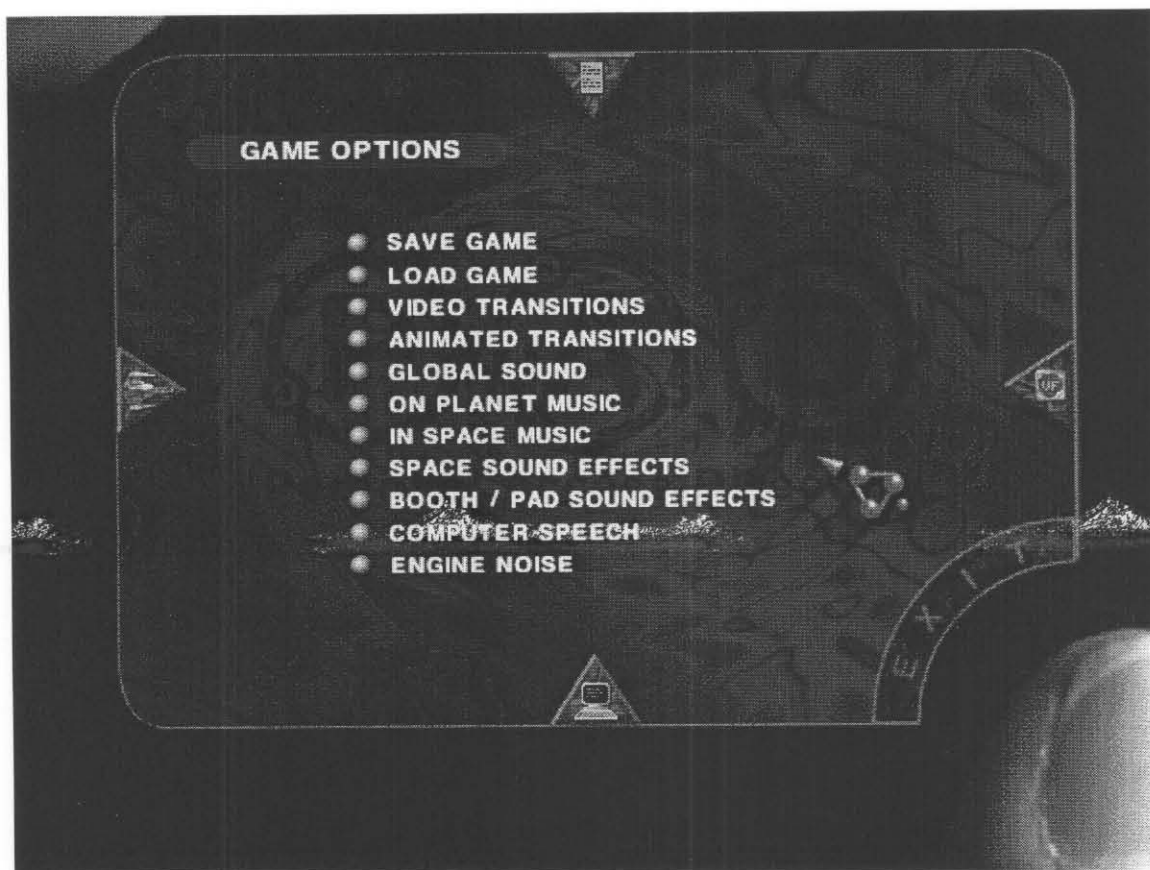 GAME OPTIONS
SAVE GAME
LOAD GAME
VIDEO TRANSITIONS
ANIMATED TRANSITIONS
GLOBAL SOUND
ON PLANET MUSIC
IN SPACE MUSIC
UF
SPACE SOUND EFFECTS
BOOTH / PAD SOUND EFFECTS
COMPUTER SPEECH
ENGINE NOISE
EXIT